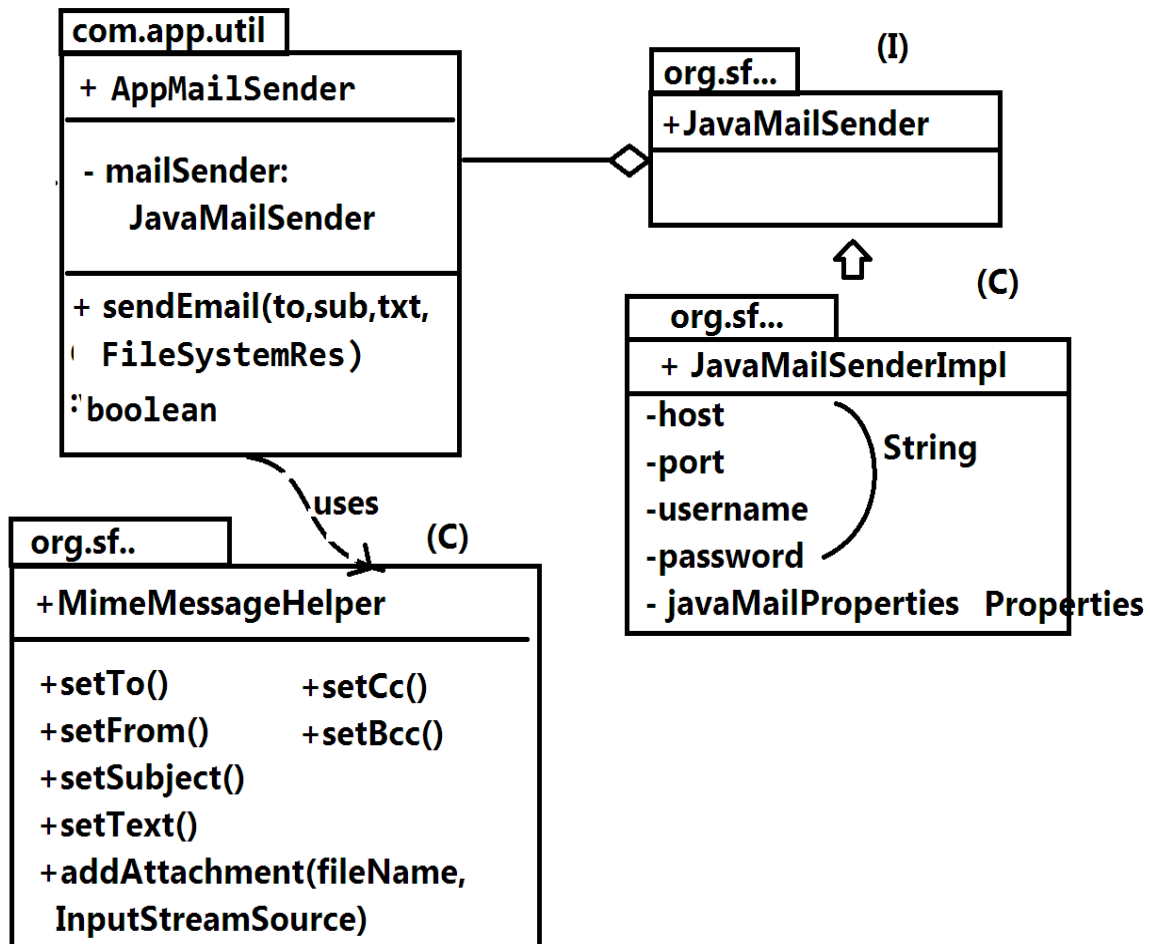 com.app.util
+ AppMailSender
- mailSender:
JavaMailSender
+ sendEmail(to,sub,txt,
FileSystemRes)
: boolean
uses
(I)
org.sf...
+JavaMailSender
(C)
org.sf...
+ JavaMailSenderImpl
-host
-port
-username
-password
String
- javaMailProperties Properties
(C)
org.sf..
+MimeMessageHelper
+setTo() +setCc()
+setFrom() +setBcc()
+setSubject()
+setText()
+addAttachment(fileName,
InputStreamSource)